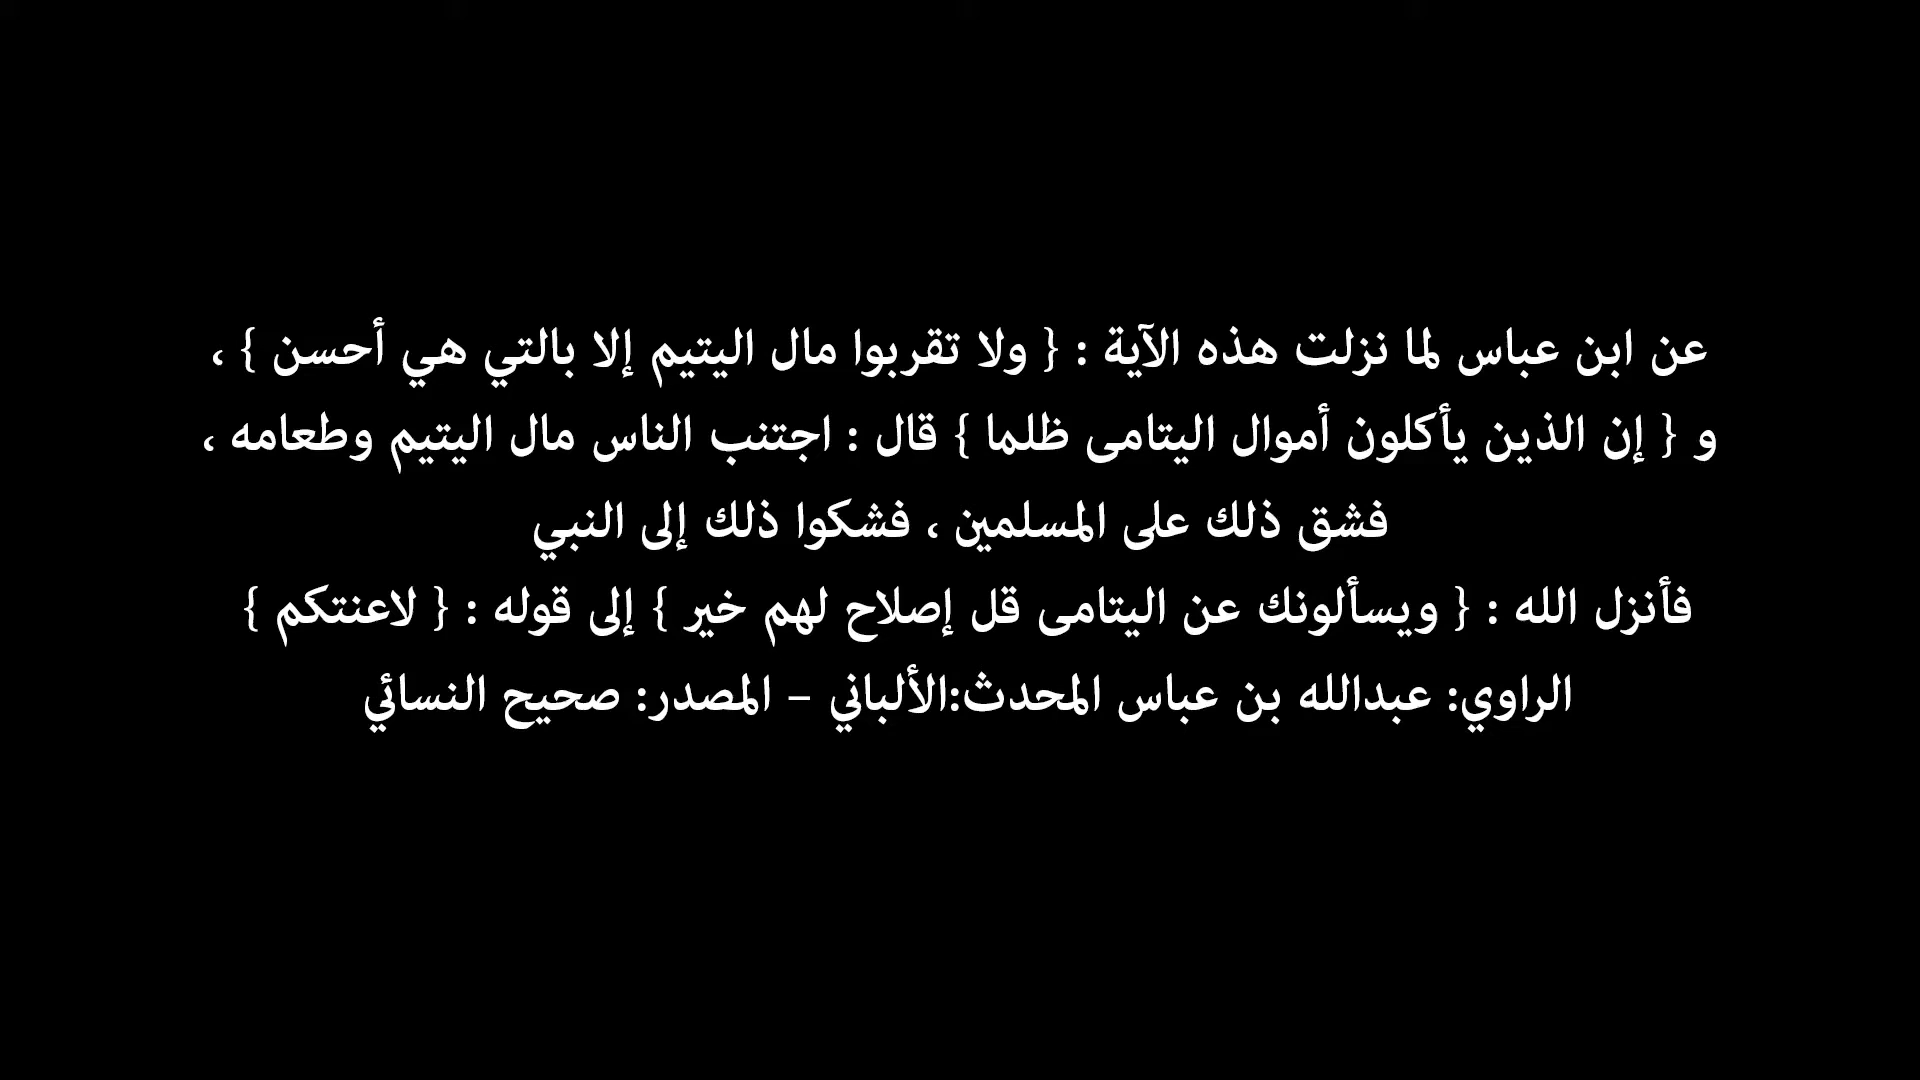 عن ابن عباس لما نزلت هذه الآية : { ولا تقربوا مال اليتيم إلا بالتي هي أحسن } ،
و { إن الذين يأكلون أموال اليتامى ظلما } قال : اجتنب الناس مال اليتيم وطعامه ،
فشق ذلك على المسلمين ، فشكوا ذلك إلى النبي
فأنزل الله : { ويسألونك عن اليتامى قل إصلاح لهم خير } إلى قوله : { لاعنتكم }
الراوي: عبدالله بن عباس المحدث:الألباني – المصدر: صحيح النسائي